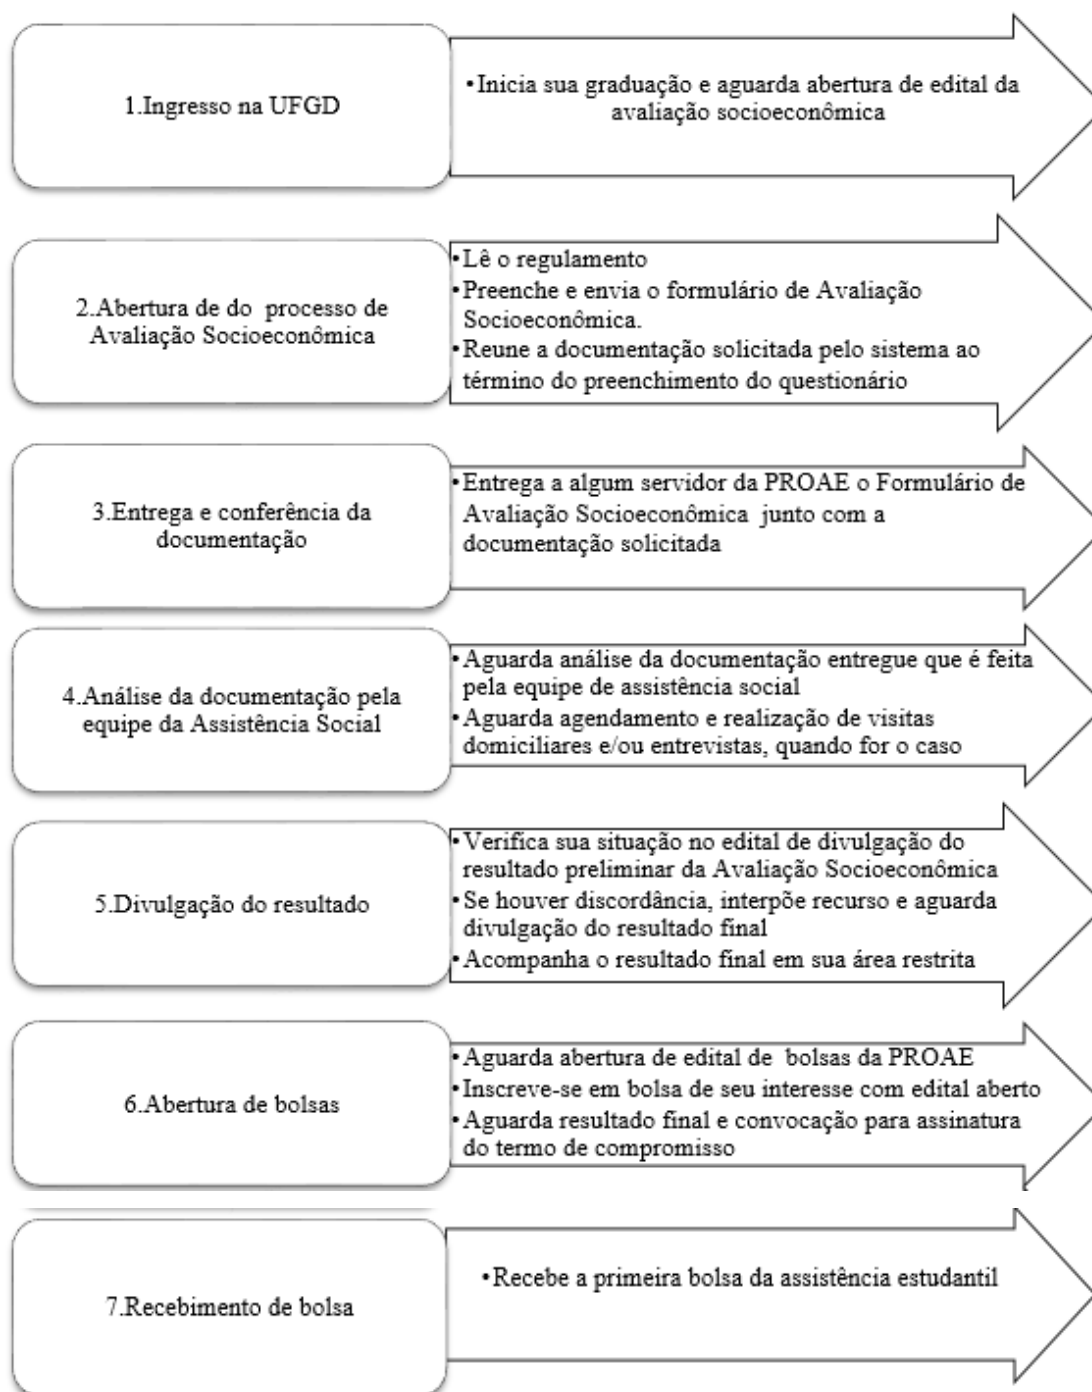 1.Ingresso na UFGD
•Inicia sua graduação e aguarda abertura de edital da
avaliação socioeconômica
2.Abertura de do processo de
Avaliação Socioeconômica
•Lê o regulamento
•Preenche e envia o formulário de Avaliação
Socioeconômica.
•Reune a documentação solicitada pelo sistema ao
término do preenchimento do questionário
3.Entrega e conferência da
documentação
•Entrega a algum servidor da PROAE o Formulário de
Avaliação Socioeconômica junto com a
documentação solicitada
4.Análise da documentação pela
equipe da Assistência Social
•Aguarda análise da documentação entregue que é feita
pela equipe de assistência social
•Aguarda agendamento e realização de visitas
domiciliares e/ou entrevistas, quando for o caso
5.Divulgação do resultado
•Verifica sua situação no edital de divulgação do
resultado preliminar da Avaliação Socioeconômica
•Se houver discordância, interpõe recurso e aguarda
divulgação do resultado final
•Acompanha o resultado final em sua área restrita
6.Abertura de bolsas
•Aguarda abertura de edital de bolsas da PROAE
•Inscreve-se em bolsa de seu interesse com edital aberto
•Aguarda resultado final e convocação para assinatura
do termo de compromisso
7.Recebimento de bolsa
•Recebe a primeira bolsa da assistência estudantil